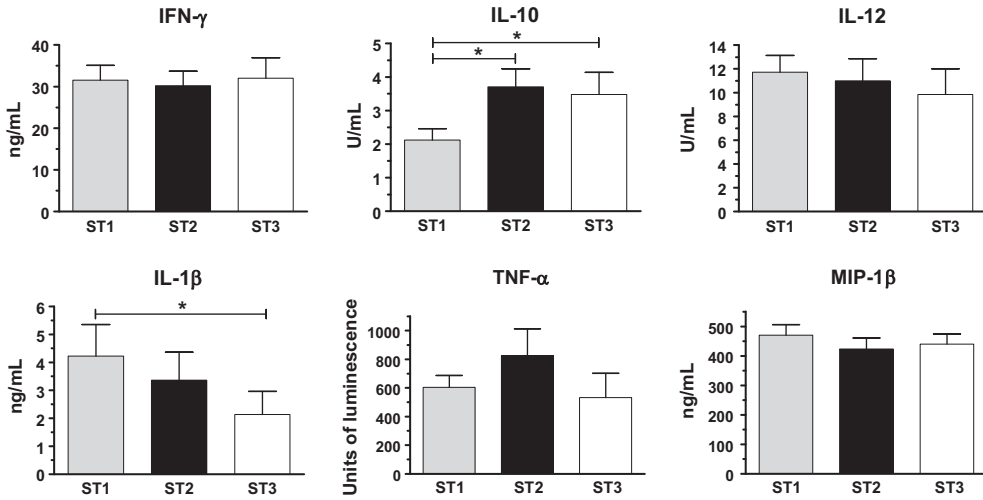 IFN-γ
ng/mL
40
30
20
10
0
ST1 ST2 ST3
IL-10
U/mL
5
4
3
2
1
0
*
*
ST1 ST2 ST3
IL-12
U/mL
14
12
10
8
6
4
2
0
ST1 ST2 ST3
IL-1β
ng/mL
6
5
4
3
2
1
0
*
ST1 ST2 ST3
TNF-α
Units of luminescence
1000
800
600
400
200
0
ST1 ST2 ST3
MIP-1β
ng/mL
500
400
300
200
100
0
ST1 ST2 ST3